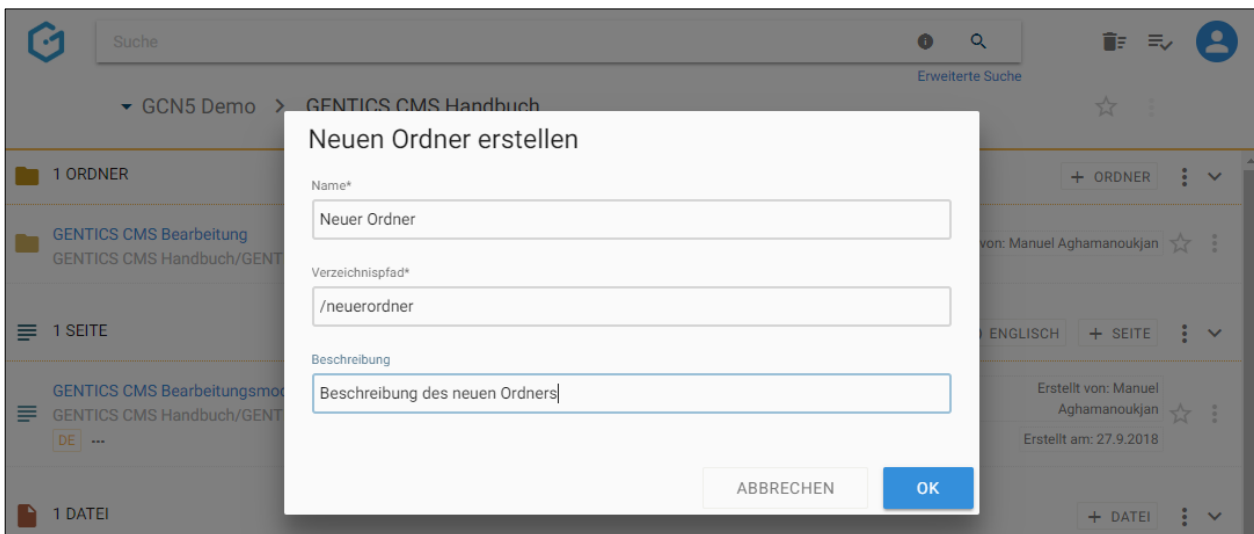 Suche
Erweiterte Suche
GCN5 Demo > GENTICS CMS Handbuch
Neuen Ordner erstellen
1 ORDNER
+ ORDNER
Name*
Neuer Ordner
GENTICS CMS Bearbeitung
von: Manuel Aghamanoukjan
GENTICS CMS Handbuch/GENT
Verzeichnispfad*
/neuerordner
1 SEITE
ENGLISCH
+ SEITE
Beschreibung
Beschreibung des neuen Ordners
GENTICS CMS Bearbeitungsmod
Erstellt von: Manuel
Aghamanoukjan
GENTICS CMS Handbuch/GENT
DE
Erstellt am: 27.9.2018
ABBRECHEN
OK
1 DATEI
+ DATEI